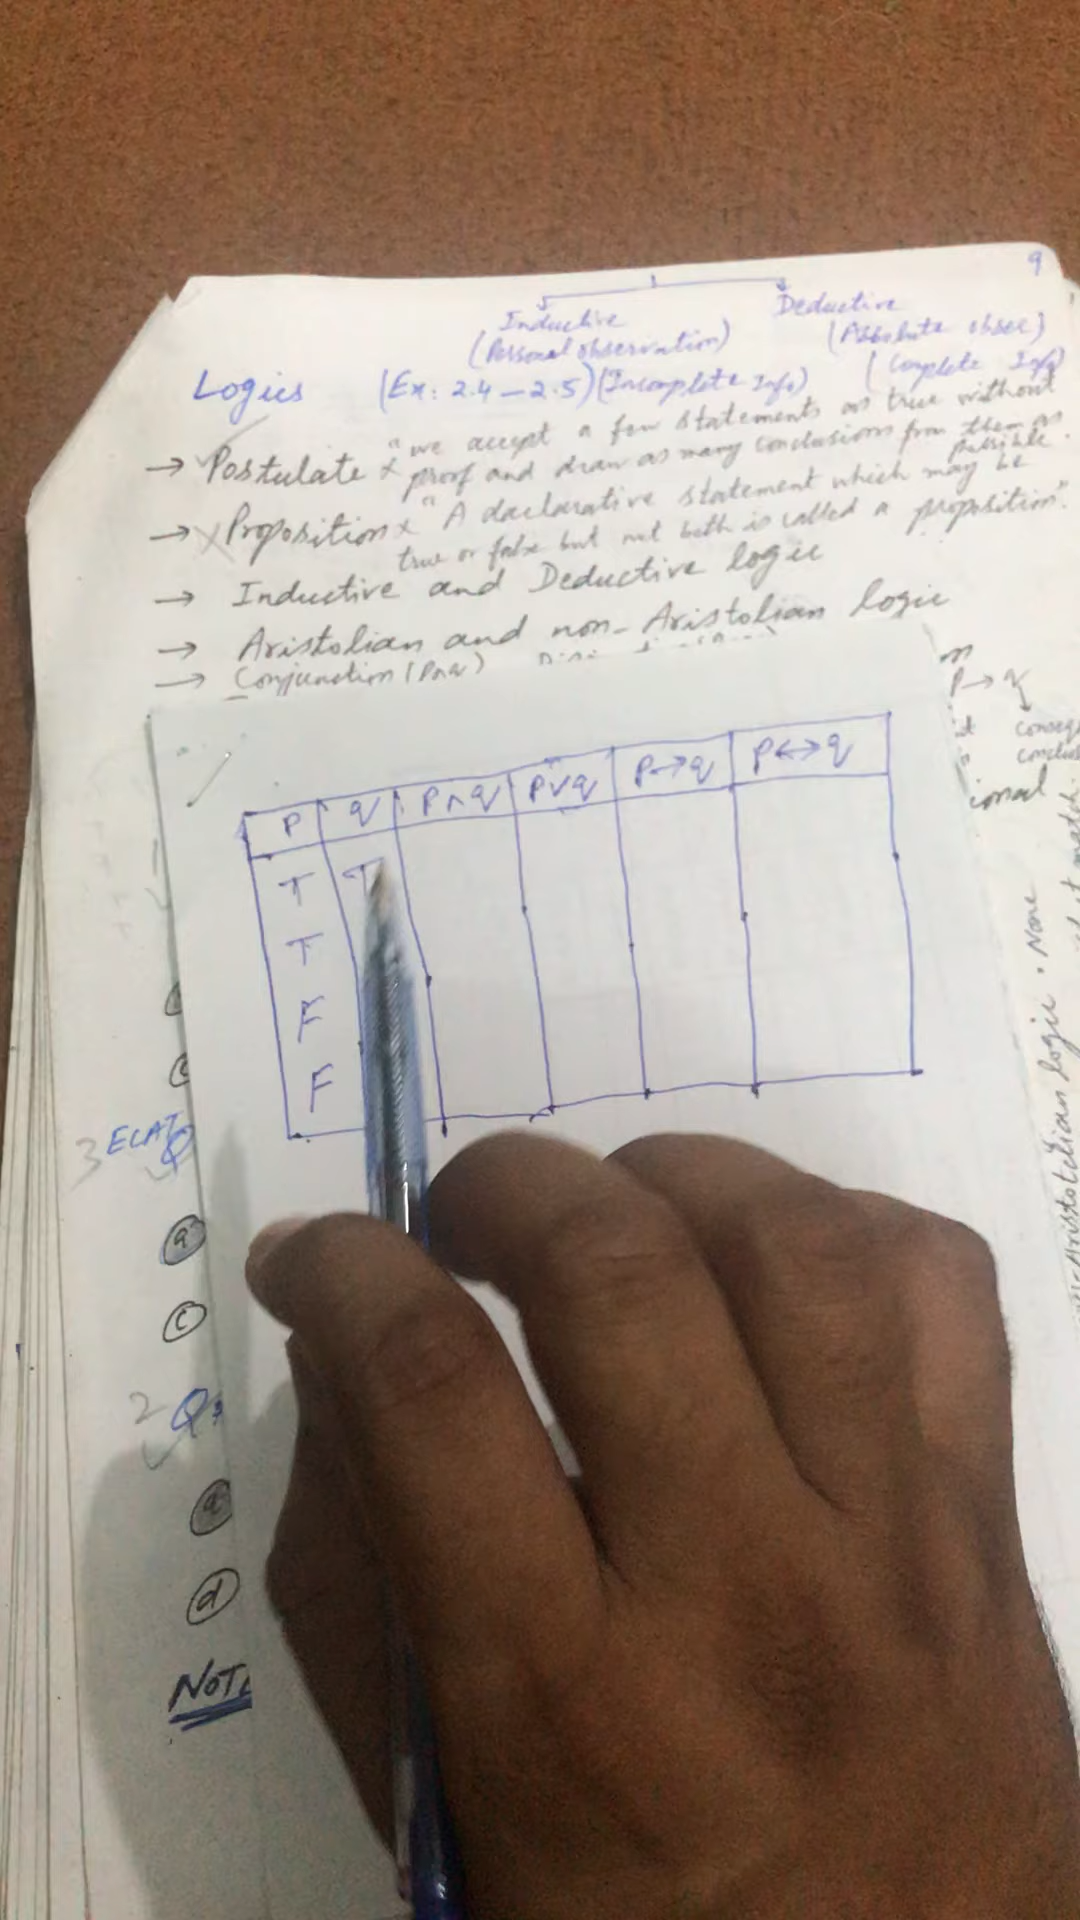 9
Inductive Deductive
(Personal observation) (Absolute obser)
Logics (Ex: 2.4 – 2.5) (Incomplete Info) (Complete Info)
→ Postulate "we accept a few statements as true without
proof and draw as many conclusions from them as possible.
→ Proposition "A declarative statement which may be
true or false but not both is called a proposition".
→ Inductive and Deductive logic
→ Aristolian and non-Aristolian logic
→ Conjunction (P∧q)
P → q
P q P∧q P∨q P→q P↔q
T T
T
F
F
3 ECAT Q
a
c
2 Q
a
d
NOT
None
Aristotelian logic